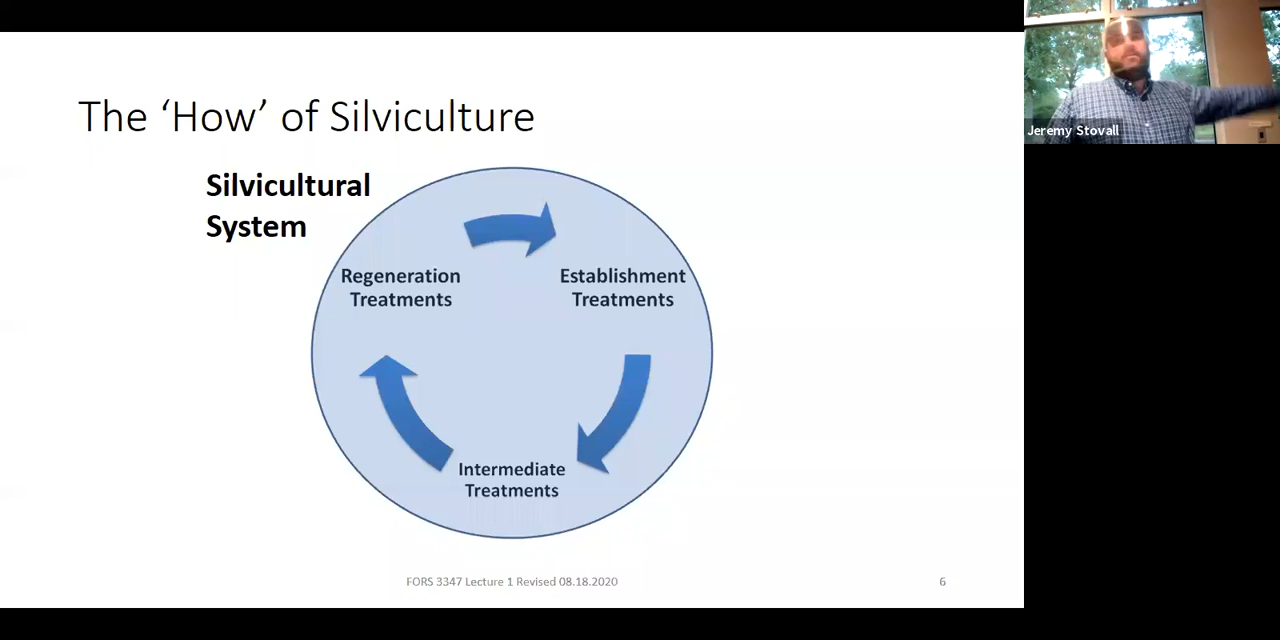 The ‘How’ of Silviculture
Silvicultural
System
Regeneration
Treatments
Establishment
Treatments
Intermediate
Treatments
FORS 3347 Lecture 1 Revised 08.18.2020
6
Jeremy Stovall